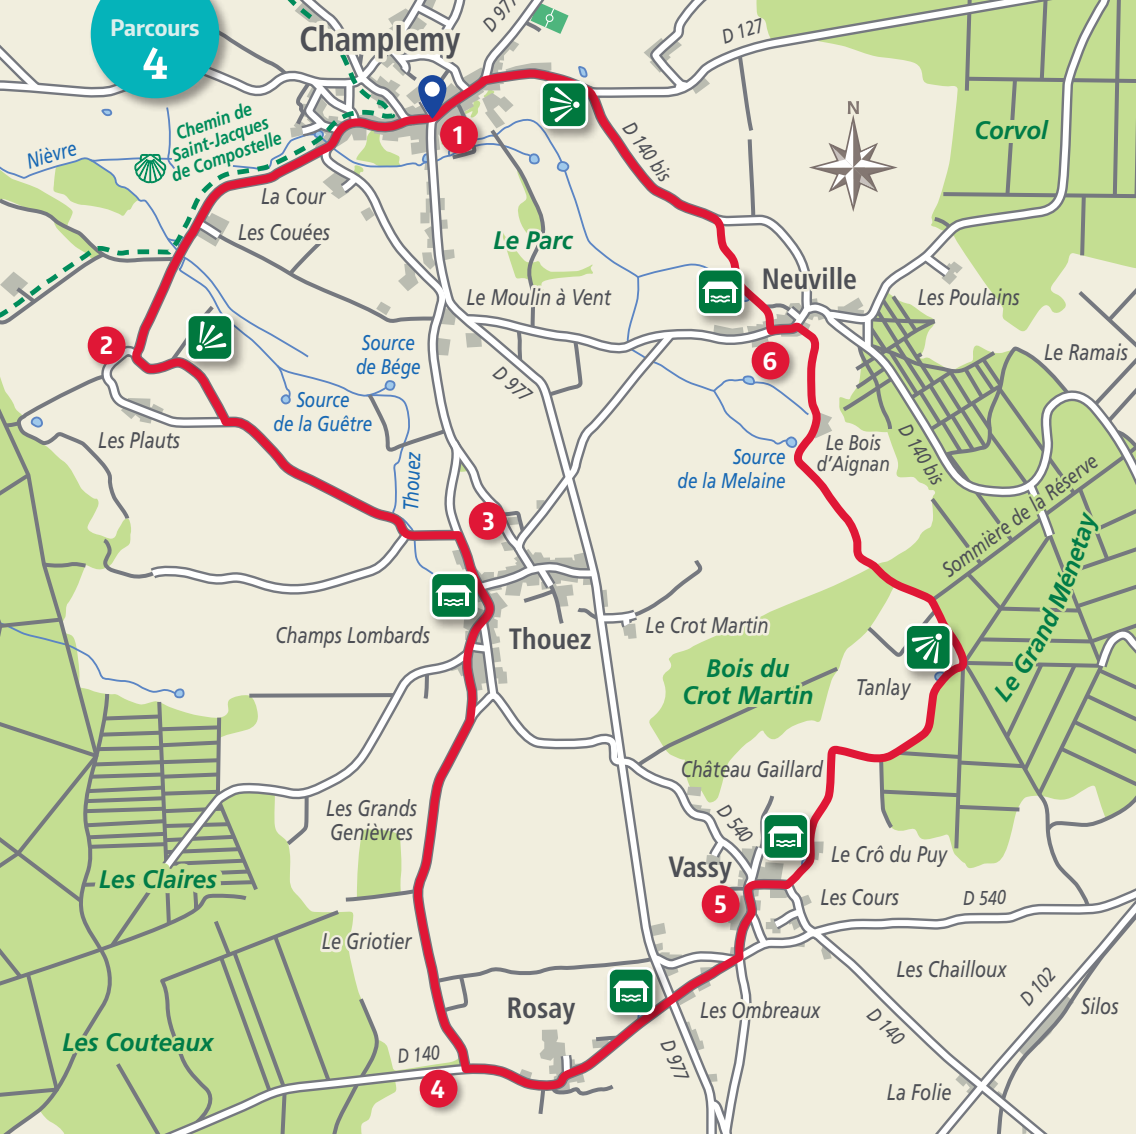 Parcours
4
Champlemy
D 977
D 127
N
Corvol
Chemin de
Saint-Jacques
de Compostelle
Nièvre
1
D 140 bis
La Cour
Les Couées
Le Parc
Neuville
Le Moulin à Vent
Les Poulains
2
Source
de Bége
6
Le Ramais
D 977
Source
de la Guêtre
Les Plauts
Le Bois
d'Aignan
D 140 bis
Source
de la Melaine
Thouez
Sommière de la Réserve
3
Le Grand Ménetay
Champs Lombards
Thouez
Le Crot Martin
Bois du
Crot Martin
Tanlay
Château Gaillard
Les Grands
Genièvres
D 540
Le Crô du Puy
Vassy
Les Claires
5
Les Cours
D 540
Le Griotier
Les Chailloux
D 102
Rosay
Les Ombreaux
Silos
Les Couteaux
D 140
D 140
D 977
4
La Folie